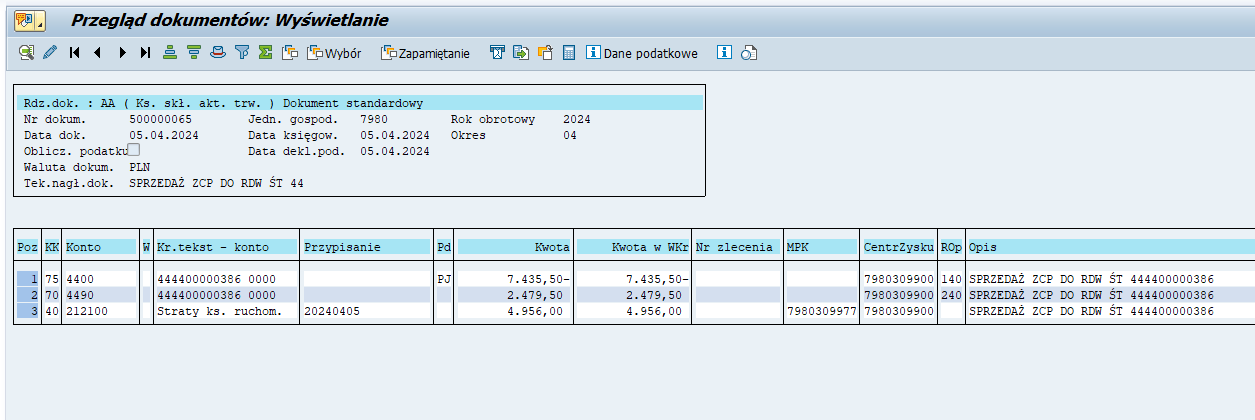 Przegląd dokumentów: Wyświetlanie
Wybór Zapamiętanie Dane podatkowe
Rdz.dok. : AA ( Ks. skł. akt. trw. ) Dokument standardowy
Nr dokum. 500000065 Jedn. gospod. 7980 Rok obrotowy 2024
Data dok. 05.04.2024 Data księgow. 05.04.2024 Okres 04
Oblicz. podatku Data dekl.pod. 05.04.2024
Waluta dokum. PLN
Tek.nagł.dok. SPRZEDAŻ ZCP DO RDW ŚT 44
Poz KK Konto W Kr.tekst - konto Przypisanie Pd Kwota Kwota w WKr Nr zlecenia MPK CentrZysku ROp Opis
1 75 4400 444400000386 0000 PJ 7.435,50- 7.435,50- 7980309900 140 SPRZEDAŻ ZCP DO RDW ŚT 444400000386
2 70 4490 444400000386 0000 2.479,50 2.479,50 7980309900 240 SPRZEDAŻ ZCP DO RDW ŚT 444400000386
3 40 212100 Straty ks. ruchom. 20240405 4.956,00 4.956,00 7980309977 7980309900 SPRZEDAŻ ZCP DO RDW ŚT 444400000386